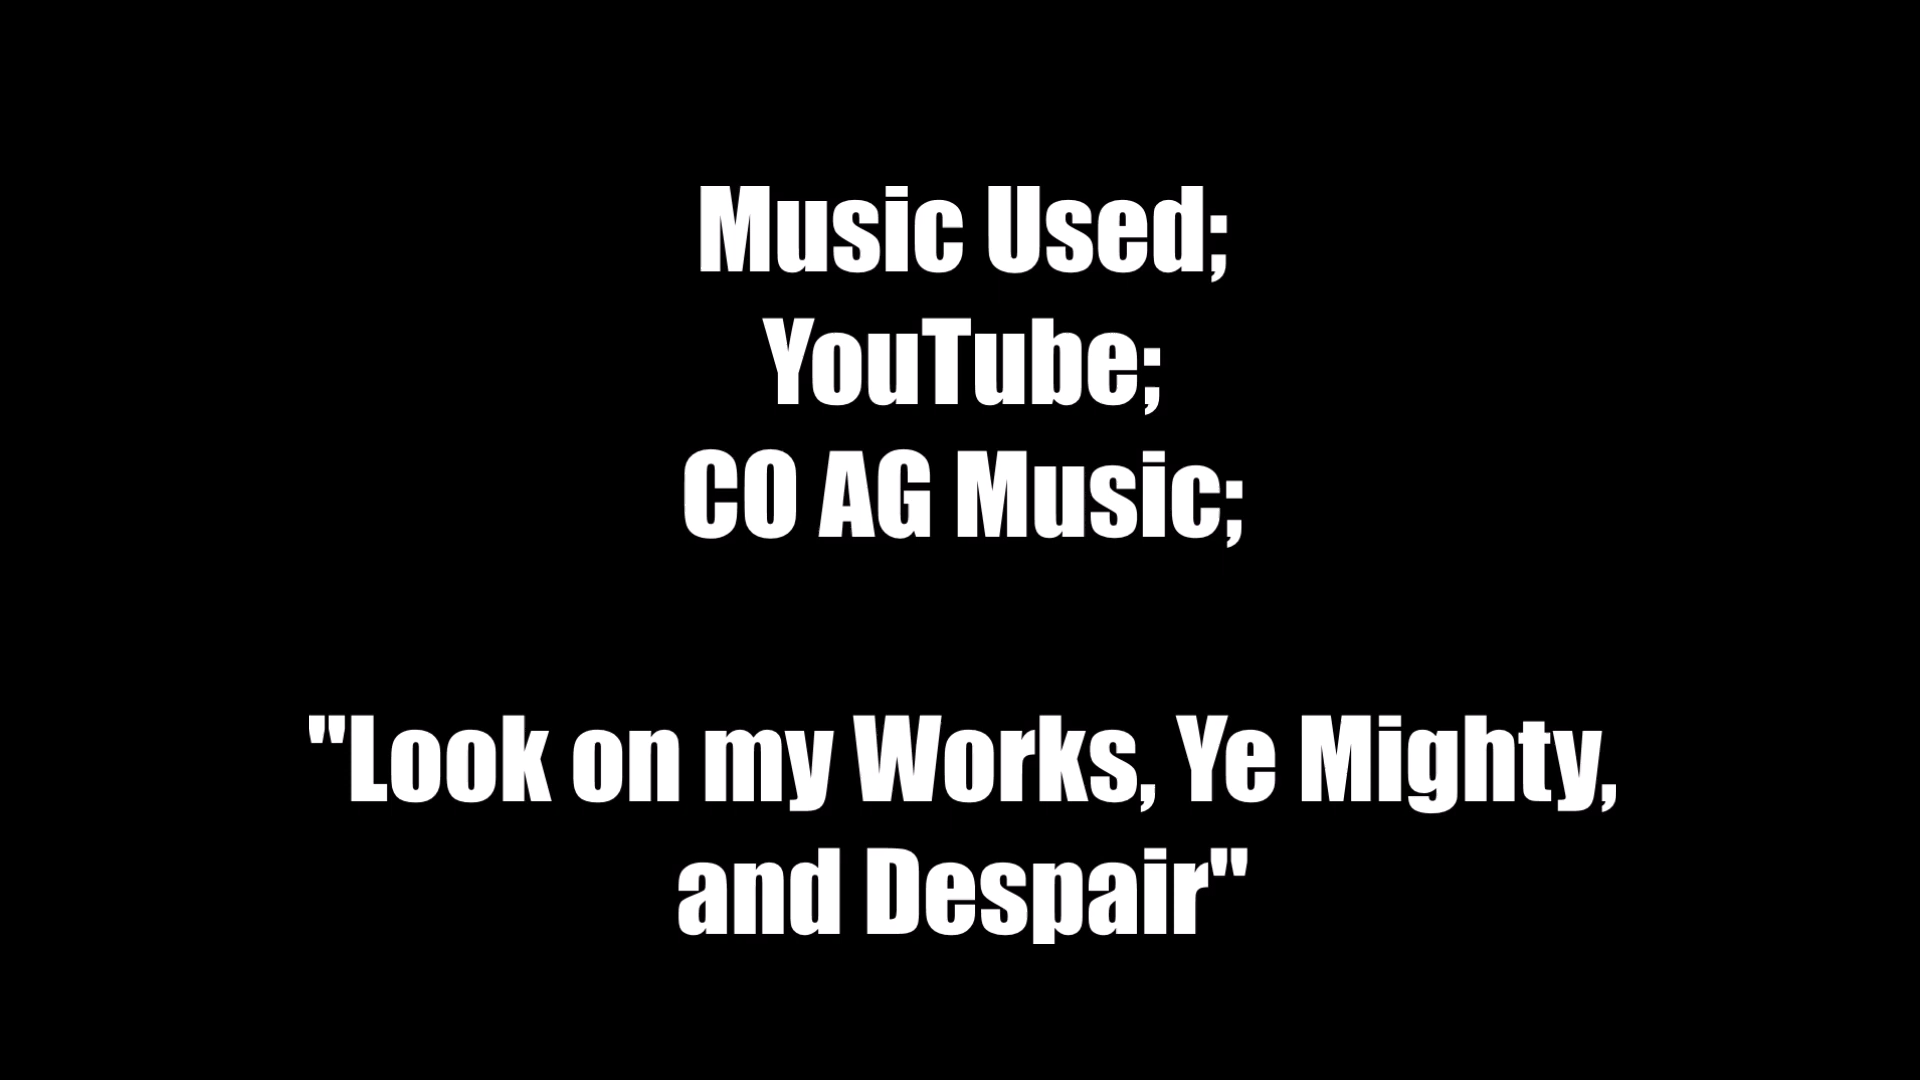 Music Used;
YouTube;
CO AG Music;
"Look on my Works, Ye Mighty,
and Despair"